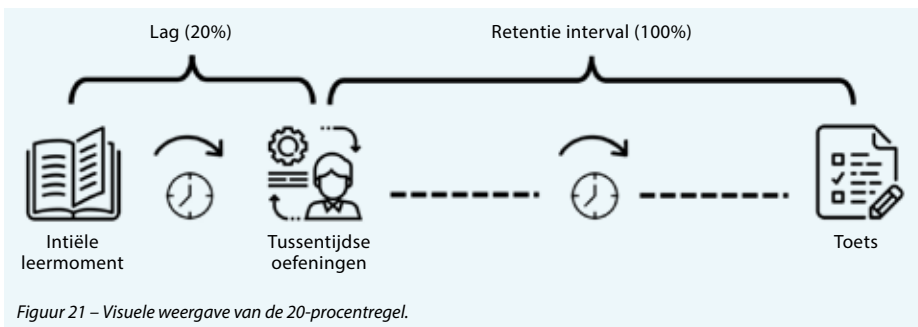 Lag (20%)
Retentie interval (100%)
Intiële
leermoment
Tussentijdse
oefeningen
Toets
Figuur 21 – Visuele weergave van de 20-procentregel.